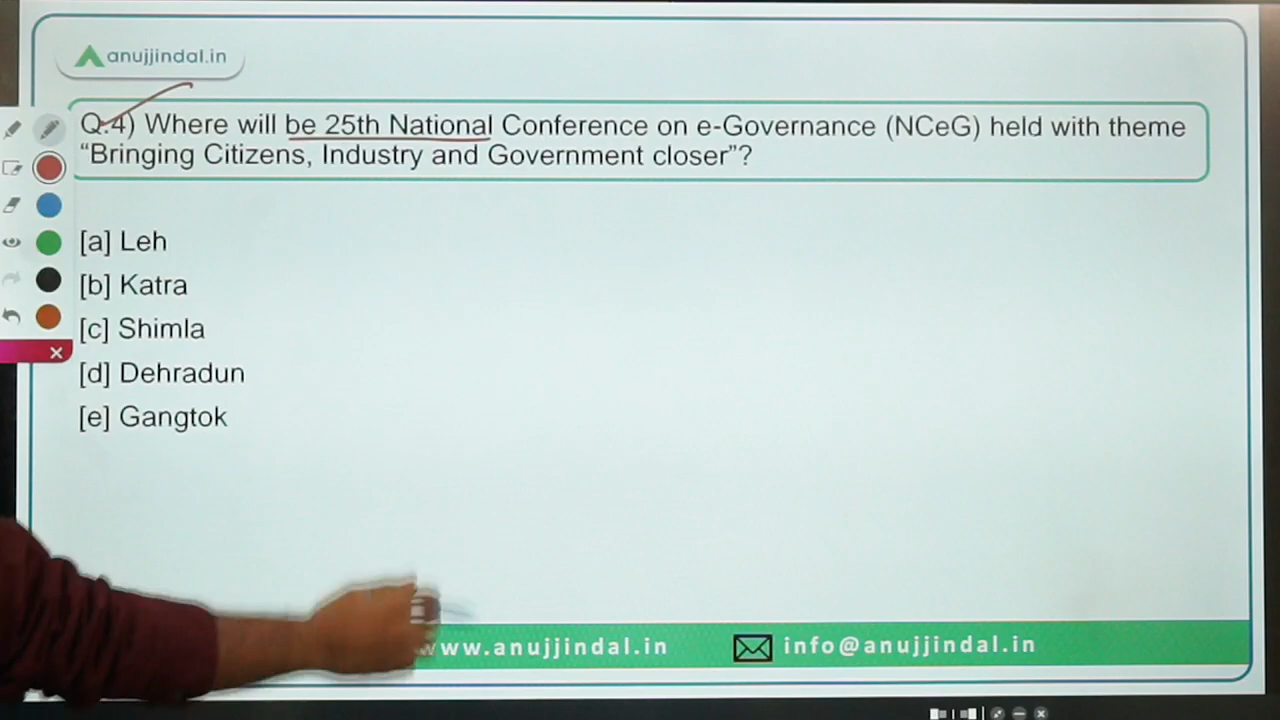 anujjindal.in
Q.4) Where will be 25th National Conference on e-Governance (NCeG) held with theme
“Bringing Citizens, Industry and Government closer”?
[a] Leh
[b] Katra
[c] Shimla
[d] Dehradun
[e] Gangtok
www.anujjindal.in
info@anujjindal.in